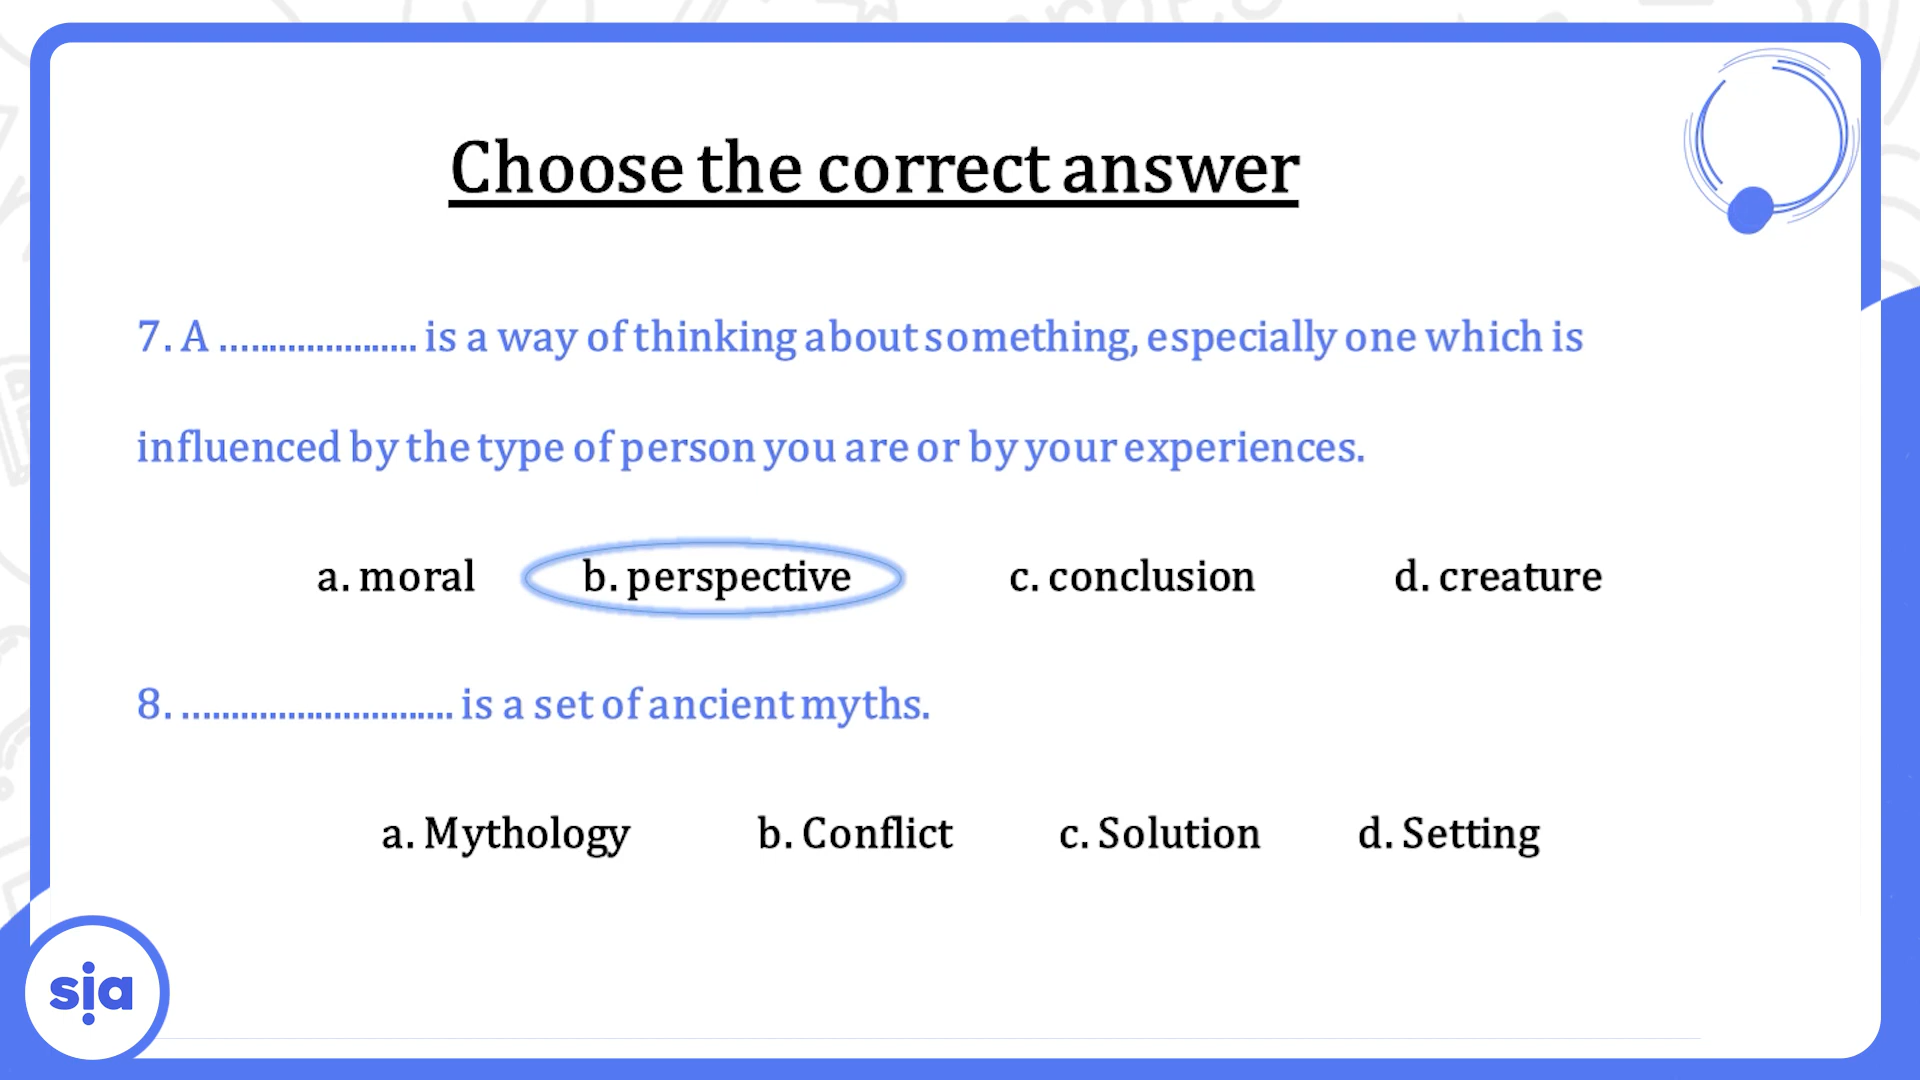 Choose the correct answer
7. A ...................... is a way of thinking about something, especially one which is
influenced by the type of person you are or by your experiences.
a. moral b. perspective c. conclusion d. creature
8. .............................. is a set of ancient myths.
a. Mythology b. Conflict c. Solution d. Setting
sia